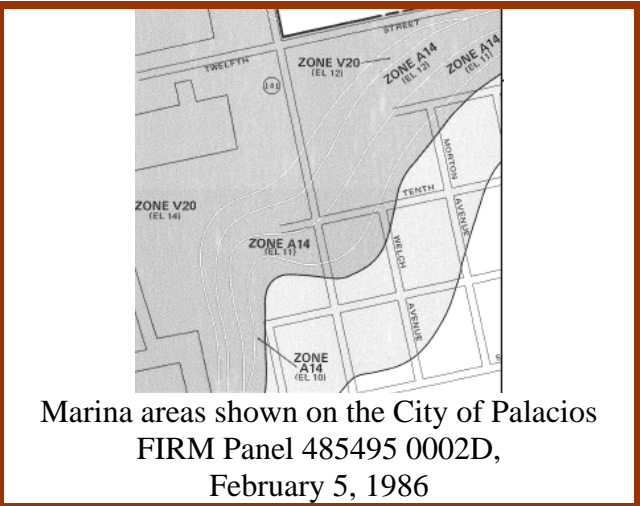 STREET
TWELFTH
ZONE V20
(EL 12)
ZONE A14
(EL 12)
ZONE A14
(EL 11)
141
MORTON
AVENUE
TENTH
ZONE V20
(EL 14)
ZONE A14
(EL 11)
WELCH
AVENUE
ZONE
A14
(EL 10)
Marina areas shown on the City of Palacios
FIRM Panel 485495 0002D,
February 5, 1986